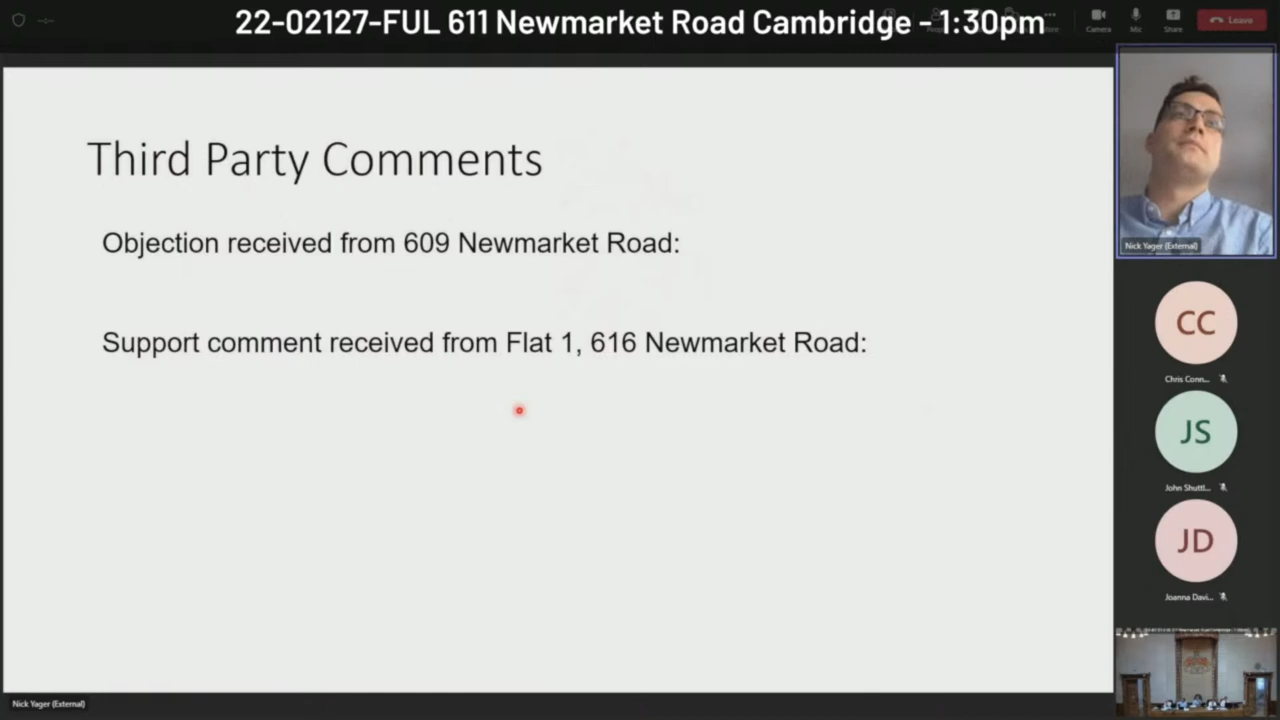 22-02127-FUL 611 Newmarket Road Cambridge - 1:30pm
Camera
Mic
Share
Leave
Third Party Comments
Objection received from 609 Newmarket Road:
Support comment received from Flat 1, 616 Newmarket Road:
Nick Yager (External)
CC
Chris Conn...
JS
John Shuttl...
JD
Joanna Davi...
Nick Yager (External)